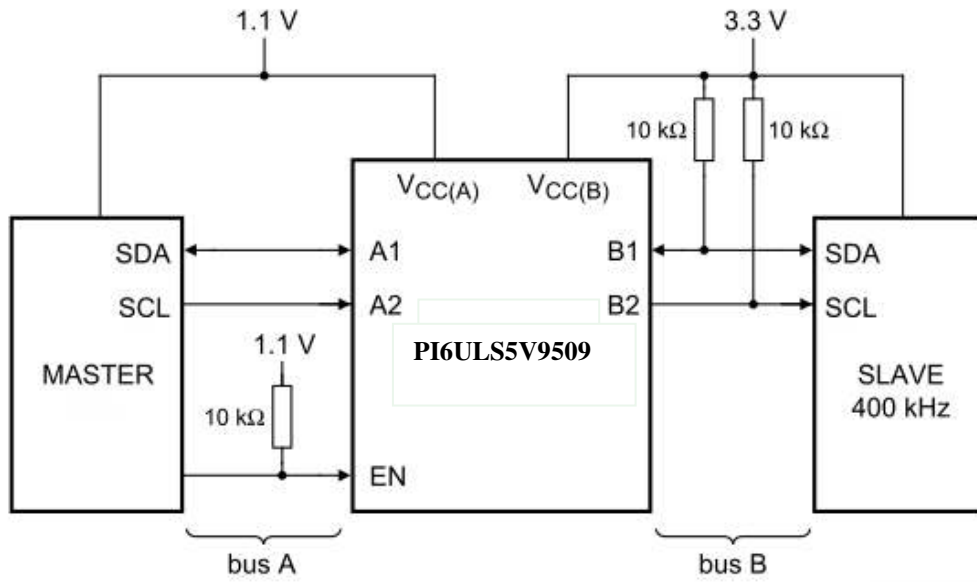 1.1 V
3.3 V
10 kΩ
10 kΩ
VCC(A)
VCC(B)
SDA
A1
B1
SDA
SCL
A2
B2
SCL
1.1 V
PI6ULS5V9509
MASTER
SLAVE
400 kHz
10 kΩ
EN
bus A
bus B